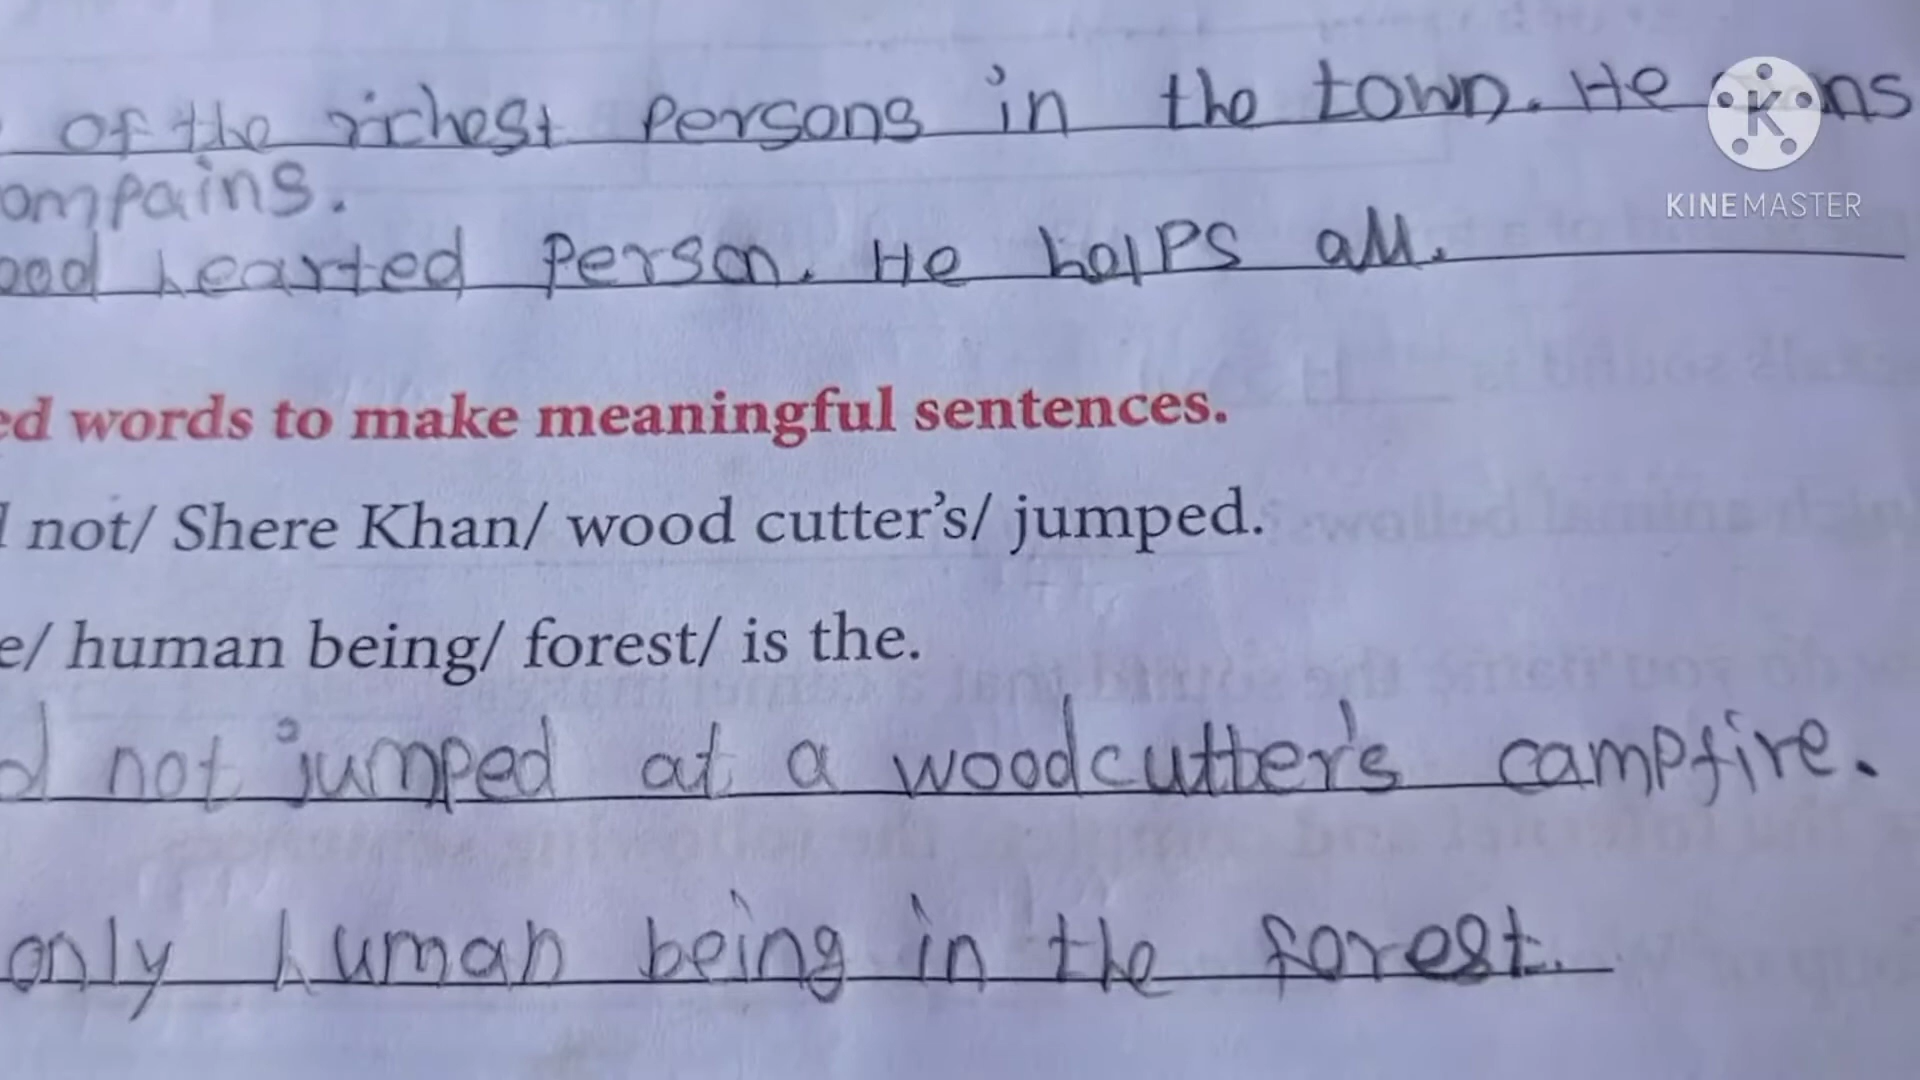 of the richest persons in the town. He
ompains.
hearted person. He helps all.
ed words to make meaningful sentences.
not/ Shere Khan/ wood cutter's/ jumped.
e/ human being/ forest/ is the.
d not jumped at a woodcutter's campfire.
only human being in the forest.
K
KINEMASTER